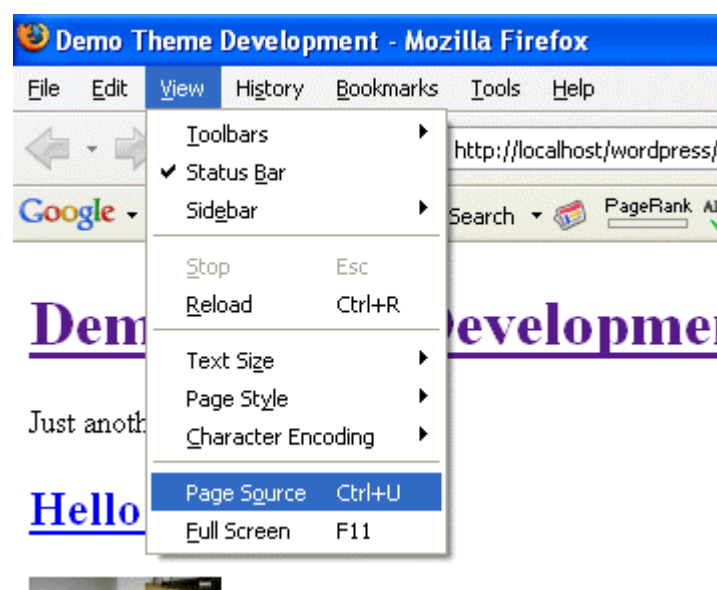 Demo Theme Development - Mozilla Firefox
File Edit View History Bookmarks Tools Help
http://localhost/wordpress/
Google Search PageRank
Toolbars
Status Bar
Sidebar
Stop Esc
Reload Ctrl+R
Text Size
Page Style
Character Encoding
Page Source Ctrl+U
Full Screen F11
Dem evelopme
Just anoth
Hello